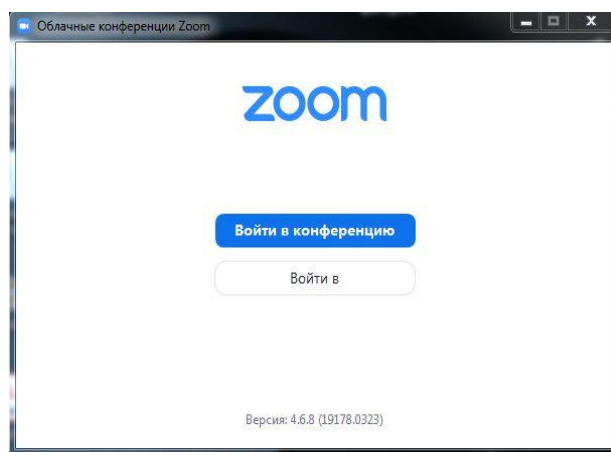 Облачные конференции Zoom
zoom
Войти в конференцию
Войти в
Версия: 4.6.8 (19178.0323)